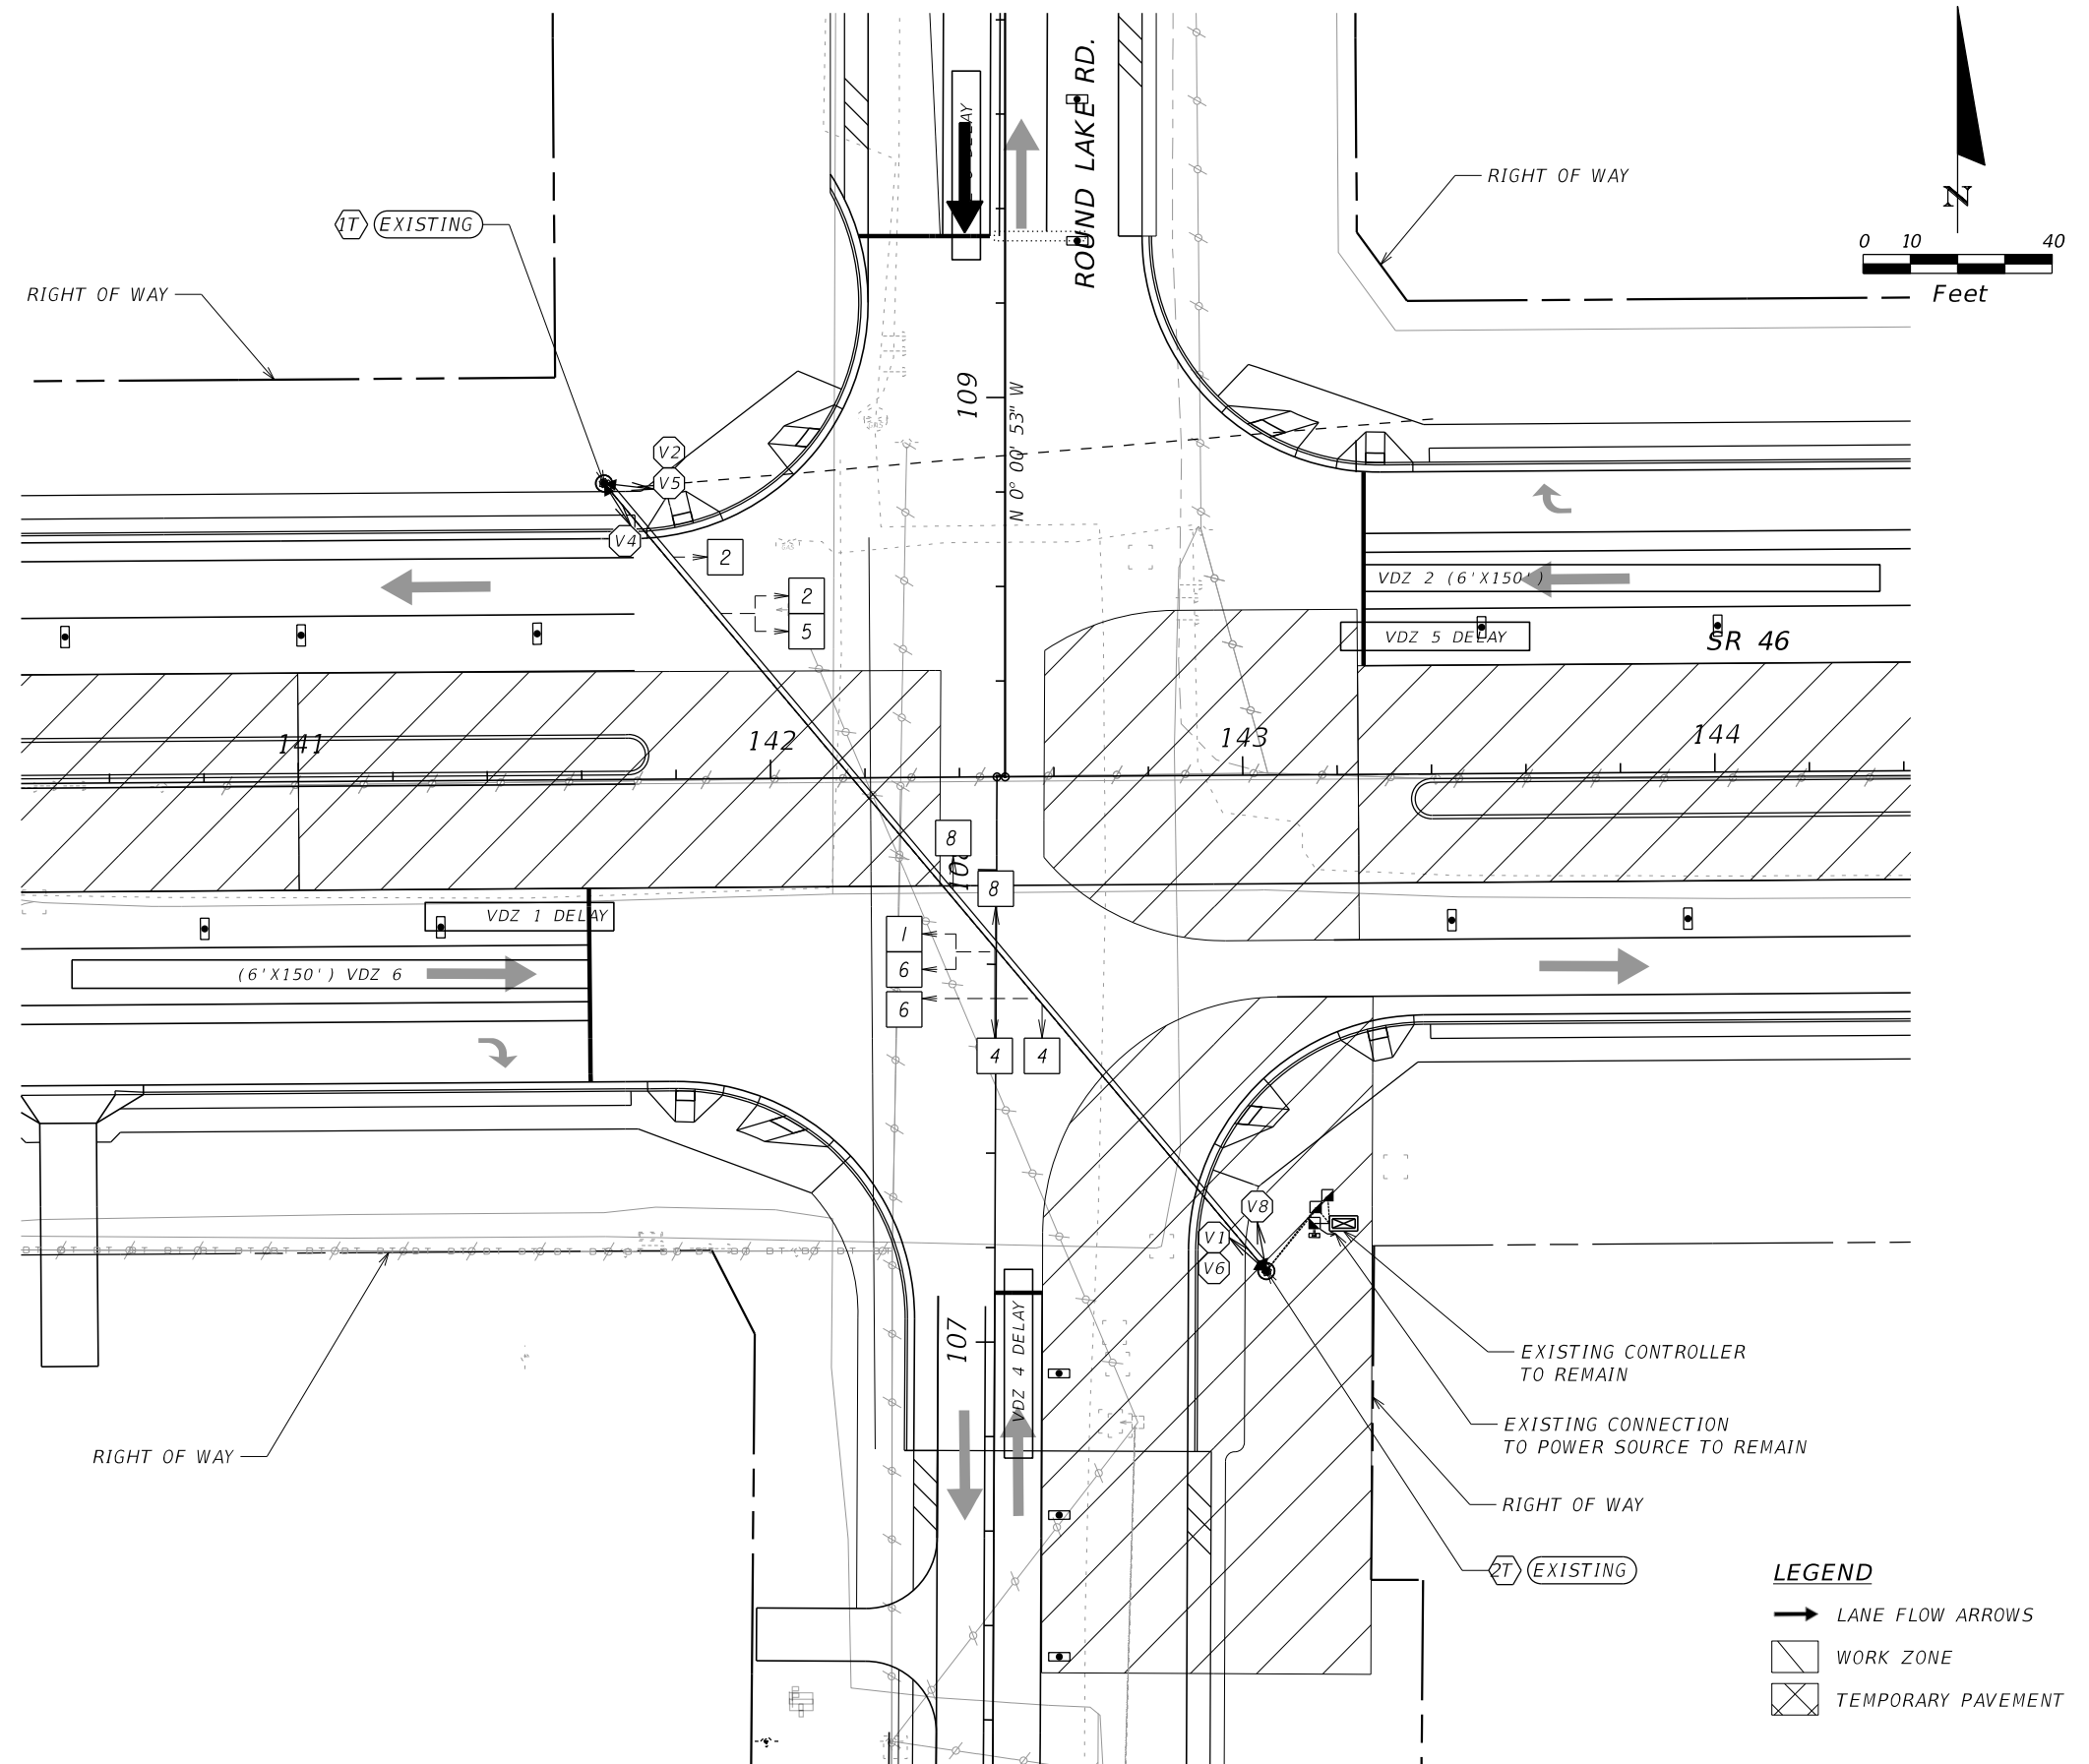 ROUND LAKE RD.
DELAY
RIGHT OF WAY
N
0 10 40
Feet
1T EXISTING
RIGHT OF WAY
109
N 0° 00' 53" W
V2
V5
V4
2
2
5
VDZ 2 (6'X150')
VDZ 5 DELAY
SR 46
141
142
143
144
8
8
VDZ 1 DELAY
1
6
6
(6'X150') VDZ 6
4
4
V8
V1
V6
107
VDZ 4 DELAY
EXISTING CONTROLLER
TO REMAIN
EXISTING CONNECTION
TO POWER SOURCE TO REMAIN
RIGHT OF WAY
RIGHT OF WAY
2T EXISTING
LEGEND
LANE FLOW ARROWS
WORK ZONE
TEMPORARY PAVEMENT